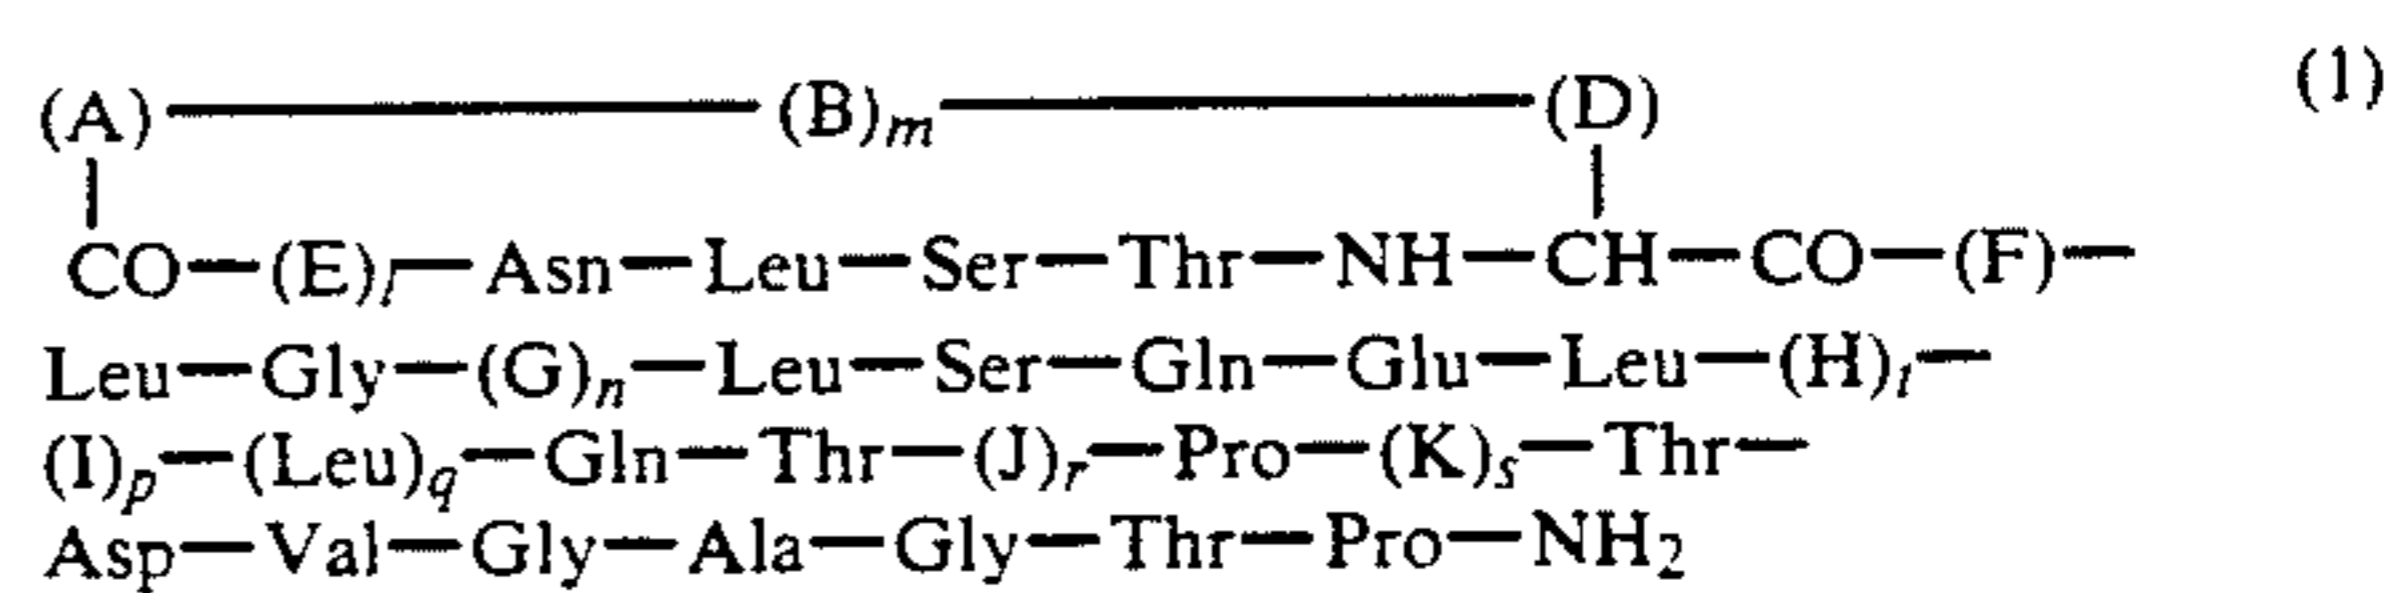 (A)—(B)m—(D) (1)
CO—(E)l—Asn—Leu—Ser—Thr—NH—CH—CO—(F)—
Leu—Gly—(G)n—Leu—Ser—Gln—Glu—Leu—(H)l—
(I)p—(Leu)q—Gln—Thr—(J)r—Pro—(K)s—Thr—
Asp—Val—Gly—Ala—Gly—Thr—Pro—NH2